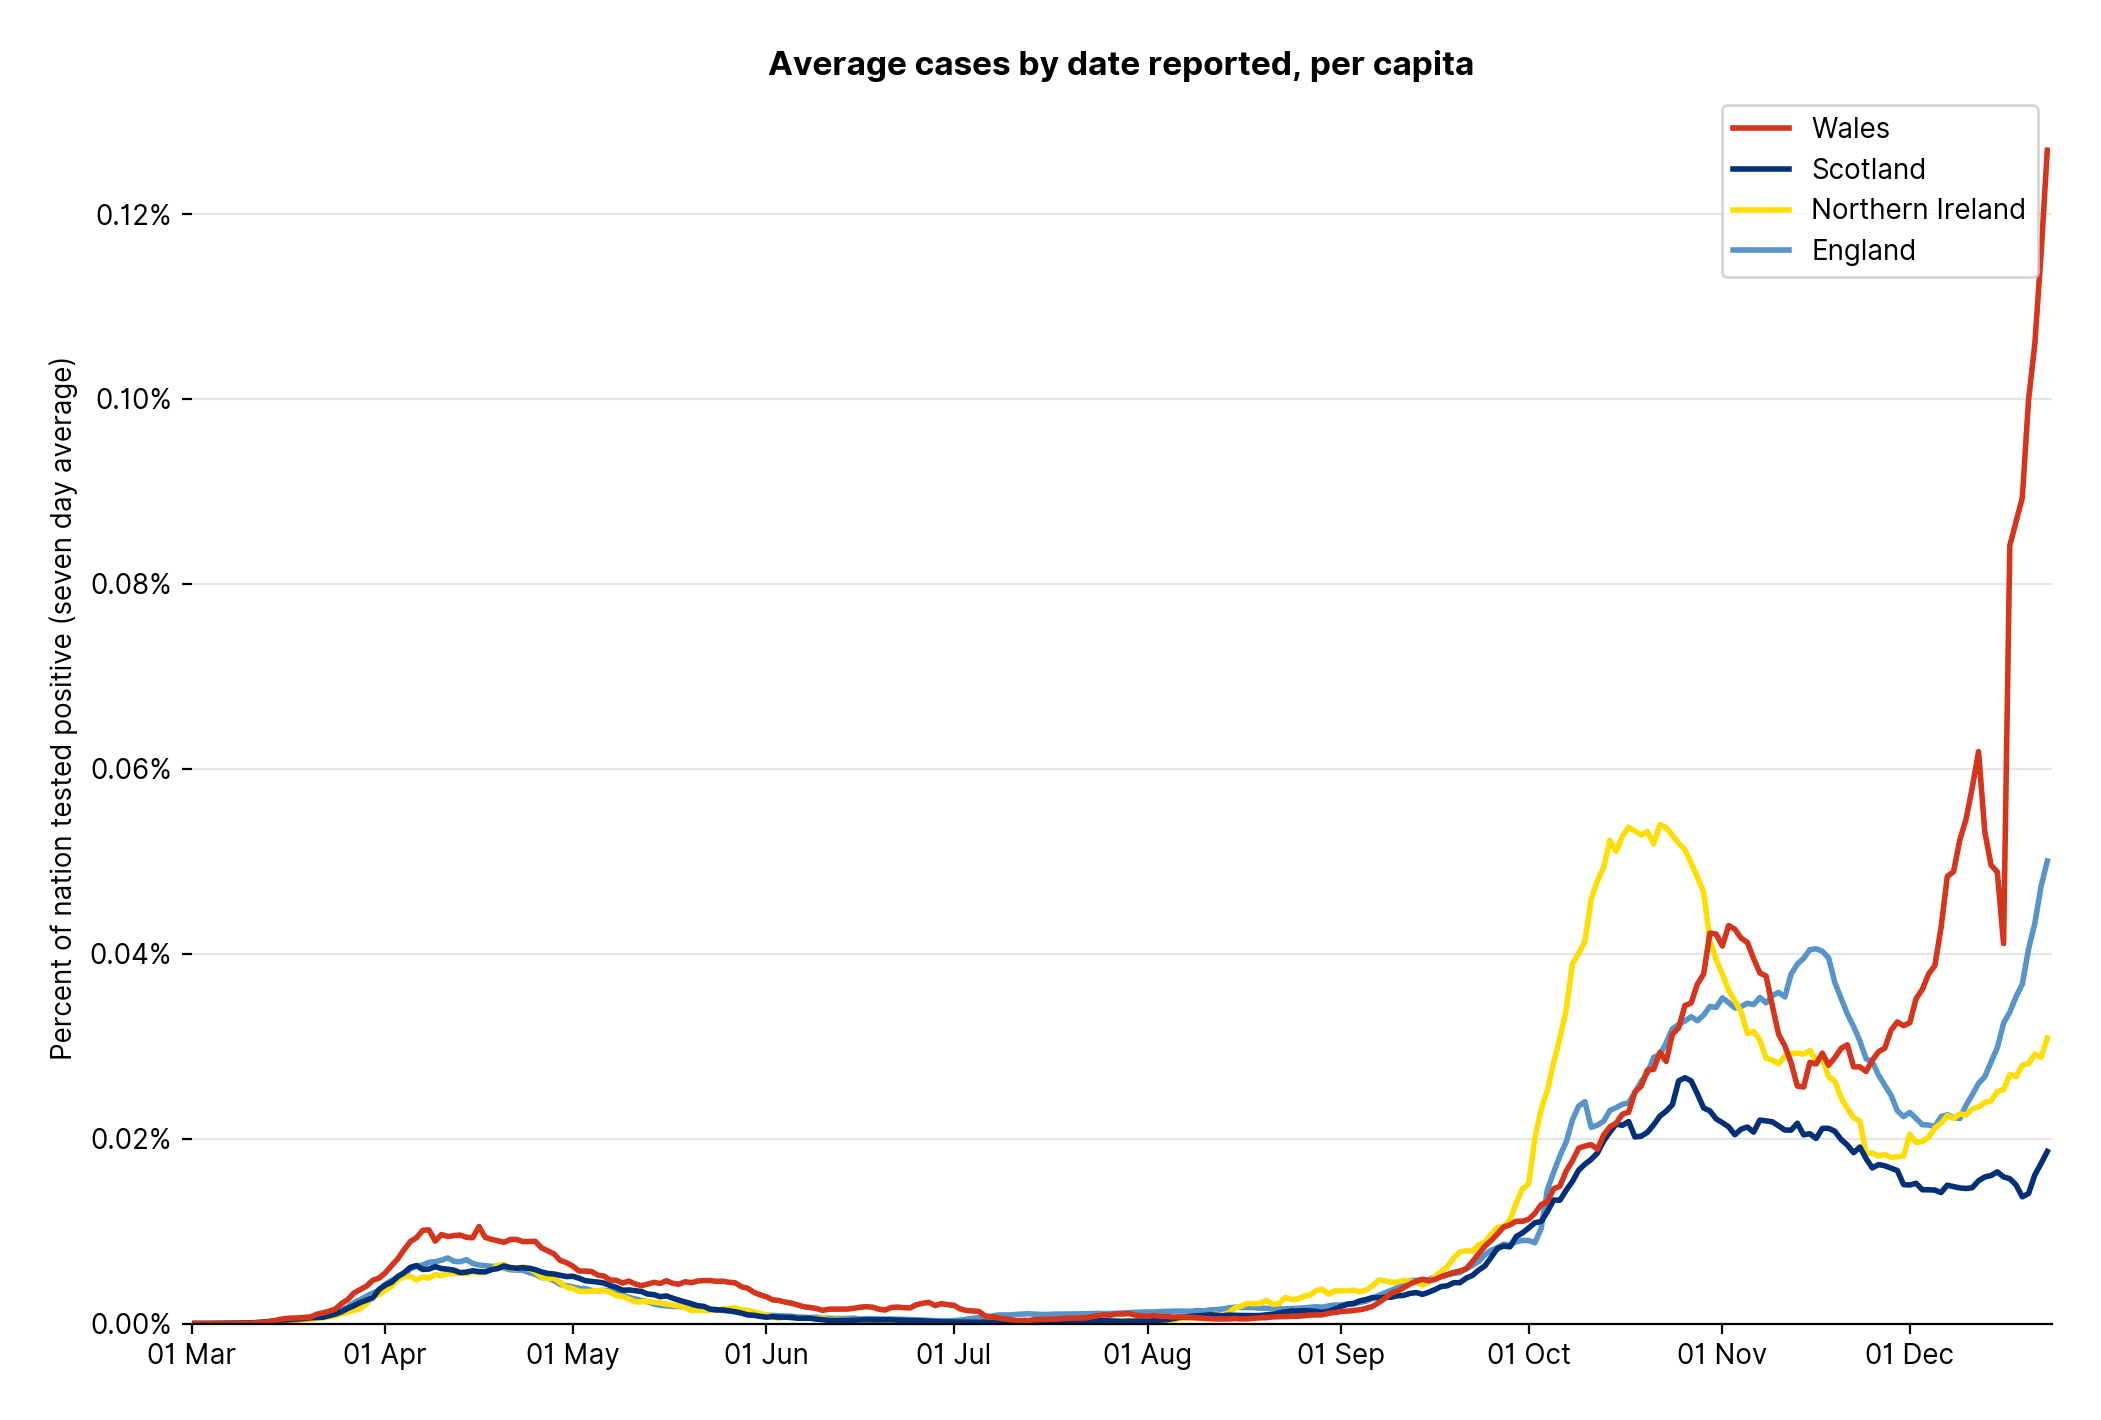 Average cases by date reported, per capita
Wales
Scotland
Northern Ireland
England
Percent of nation tested positive (seven day average)
0.12%
0.10%
0.08%
0.06%
0.04%
0.02%
0.00%
01 Mar 01 Apr 01 May 01 Jun 01 Jul 01 Aug 01 Sep 01 Oct 01 Nov 01 Dec